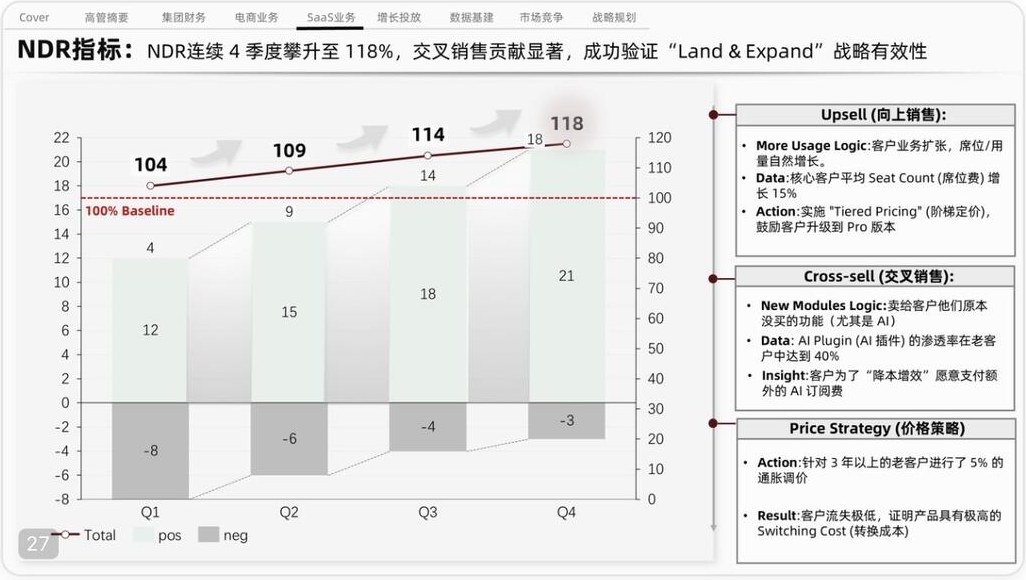 Cover 高管摘要 集团财务 电商业务 SaaS业务 增长投放 数据基建 市场竞争 战略规划
NDR指标：NDR连续 4 季度攀升至 118%，交叉销售贡献显著，成功验证“Land & Expand”战略有效性
22
20
18
16
14
12
10
8
6
4
2
0
-2
-4
-6
-8
104
109
114
118
100% Baseline
4
9
14
18
12
15
18
21
-8
-6
-4
-3
Q1 Q2 Q3 Q4
120
110
100
90
80
70
60
50
40
30
20
10
0
Total pos neg
27
Upsell (向上销售):
• More Usage Logic:客户业务扩张，席位/用
量自然增长。
• Data:核心客户平均 Seat Count (席位费) 增
长 15%
• Action:实施 "Tiered Pricing" (阶梯定价)，
鼓励客户升级到 Pro 版本
Cross-sell (交叉销售):
• New Modules Logic:卖给客户他们原本
没买的功能（尤其是 AI）
• Data: AI Plugin (AI 插件) 的渗透率在老客
户中达到 40%
• Insight:客户为了“降本增效”愿意支付额
外的 AI 订阅费
Price Strategy (价格策略)
• Action:针对 3 年以上的老客户进行了 5% 的
通胀调价
• Result:客户流失极低，证明产品具有极高的
Switching Cost (转换成本)